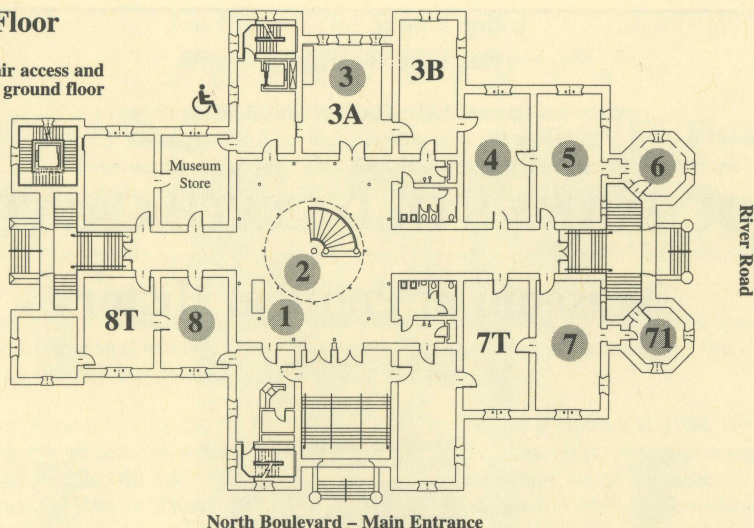 Floor
air access and
ground floor
3
3A
3B
Museum
Store
4
5
6
2
1
8T
8
7T
7
71
River Road
North Boulevard – Main Entrance